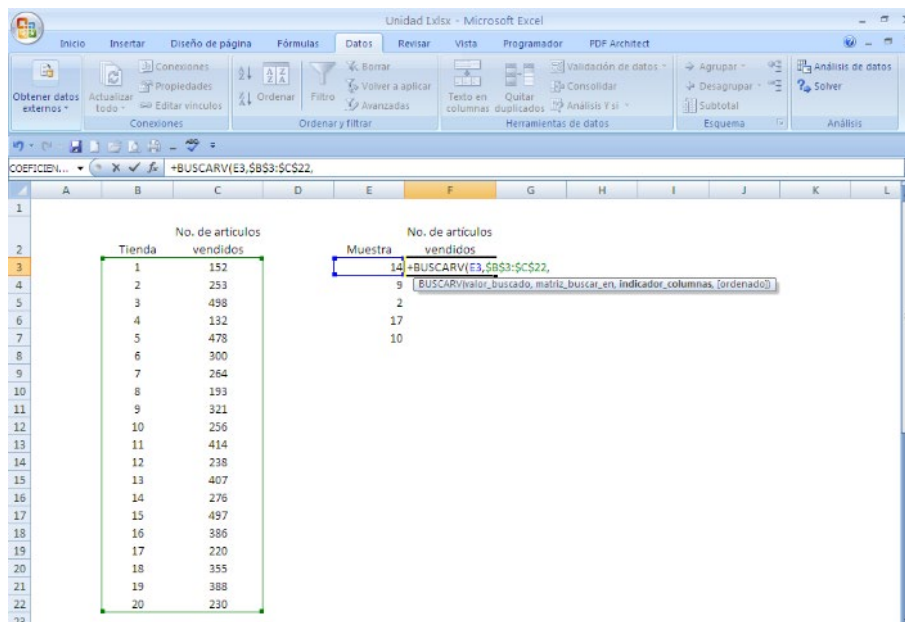 Unidad I.xlsx - Microsoft Excel
Inicio Insertar Diseño de página Fórmulas Datos Revisar Vista Programador PDF Architect
Obtener datos externos
Actualizar todo
Conexiones
Propiedades
Editar vínculos
Conexiones
Ordenar
Filtro
Borrar
Volver a aplicar
Avanzadas
Ordenar y filtrar
Texto en columnas
Quitar duplicados
Validación de datos
Consolidar
Análisis Y si
Herramientas de datos
Agrupar
Desagrupar
Subtotal
Esquema
Análisis de datos
Solver
Análisis
COEFICIEN... fx +BUSCARV(E3,$B$3:$C$22,
A B C D E F G H I J K L
1
No. de artículos No. de artículos
2 Tienda vendidos Muestra vendidos
3 1 152 14 +BUSCARV(E3,$B$3:$C$22,
4 2 253 9 BUSCARV(valor_buscado, matriz_buscar_en, indicador_columnas, [ordenado])
5 3 498 2
6 4 132 17
7 5 478 10
8 6 300
9 7 264
10 8 193
11 9 321
12 10 256
13 11 414
14 12 238
15 13 407
16 14 276
17 15 497
18 16 386
19 17 220
20 18 355
21 19 388
22 20 230
23